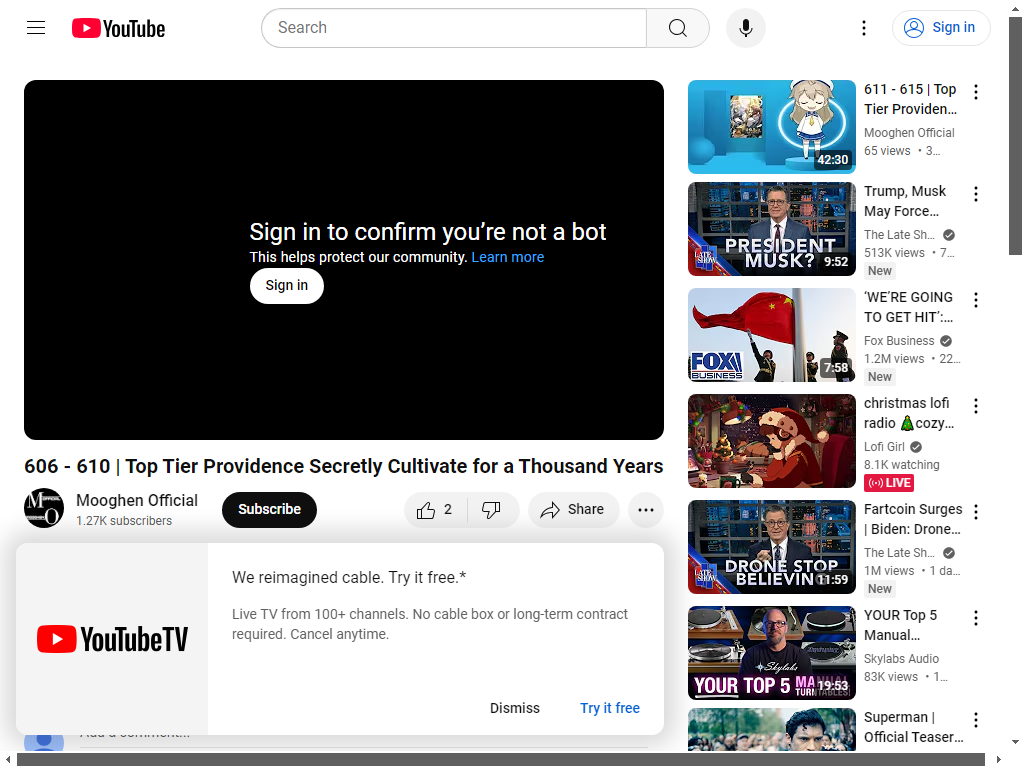 YouTube
Search
Sign in
Sign in to confirm you're not a bot
This helps protect our community. Learn more
Sign in
606 - 610 | Top Tier Providence Secretly Cultivate for a Thousand Years
Mooghen Official
1.27K subscribers
Subscribe
2
Share
We reimagined cable. Try it free.*
Live TV from 100+ channels. No cable box or long-term contract
required. Cancel anytime.
YouTubeTV
Dismiss
Try it free
Add a comment...
42:30
611 - 615 | Top
Tier Providen...
Mooghen Official
65 views • 3...
LATE SHOW
PRESIDENT
MUSK?
9:52
Trump, Musk
May Force...
The Late Sh...
513K views • 7...
New
FOX
BUSINESS
7:58
‘WE’RE GOING
TO GET HIT’:...
Fox Business
1.2M views • 22...
New
christmas lofi
radio 🎄cozy...
Lofi Girl
8.1K watching
LIVE
LATE SHOW
DRONE STOP
BELIEVIN
11:59
Fartcoin Surges
| Biden: Drone...
The Late Sh...
1M views • 1 da...
New
Skylabs
YOUR TOP 5 MANUAL
TURNTABLES!
19:53
YOUR Top 5
Manual...
Skylabs Audio
83K views • 1...
Superman |
Official Teaser...